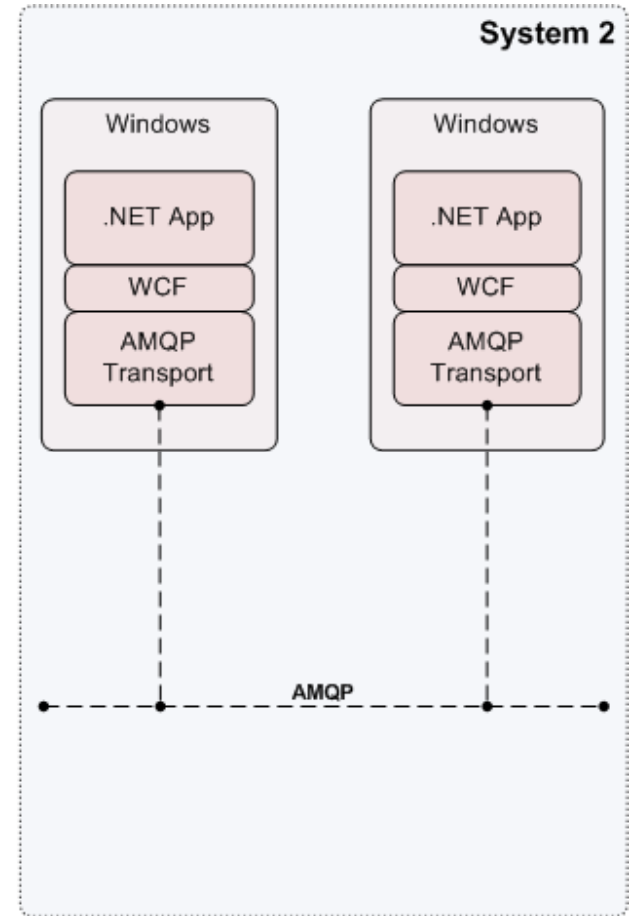 System 2
Windows
.NET App
WCF
AMQP
Transport
Windows
.NET App
WCF
AMQP
Transport
AMQP